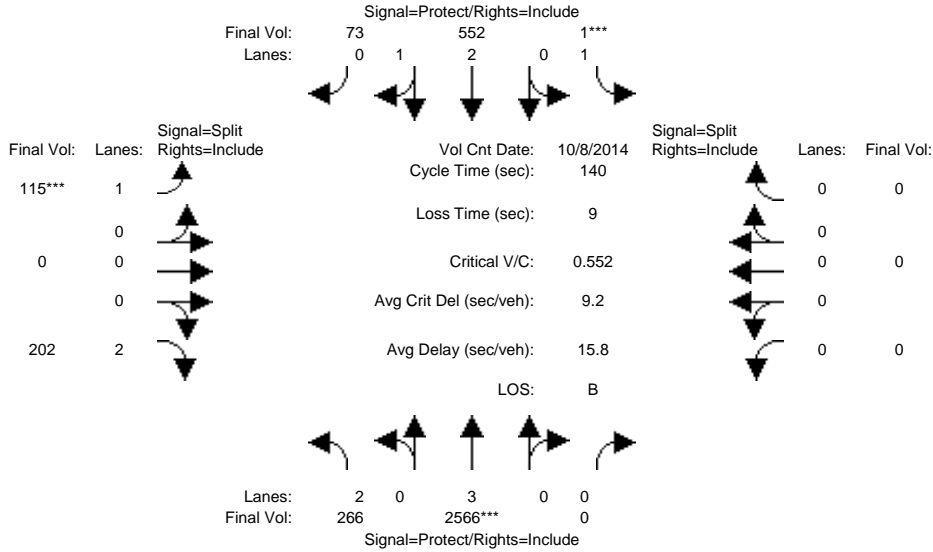 Signal=Protect/Rights=Include
Final Vol: 73 552 1***
Lanes: 0 1 2 0 1
Signal=Split Signal=Split
Final Vol: Lanes: Rights=Include Vol Cnt Date: 10/8/2014 Rights=Include Lanes: Final Vol:
Cycle Time (sec): 140
115*** 1 0 0
Loss Time (sec): 9
0 0
0 0 Critical V/C: 0.552 0 0
0 Avg Crit Del (sec/veh): 9.2 0
202 2 Avg Delay (sec/veh): 15.8 0 0
LOS: B
Lanes: 2 0 3 0 0
Final Vol: 266 2566*** 0
Signal=Protect/Rights=Include